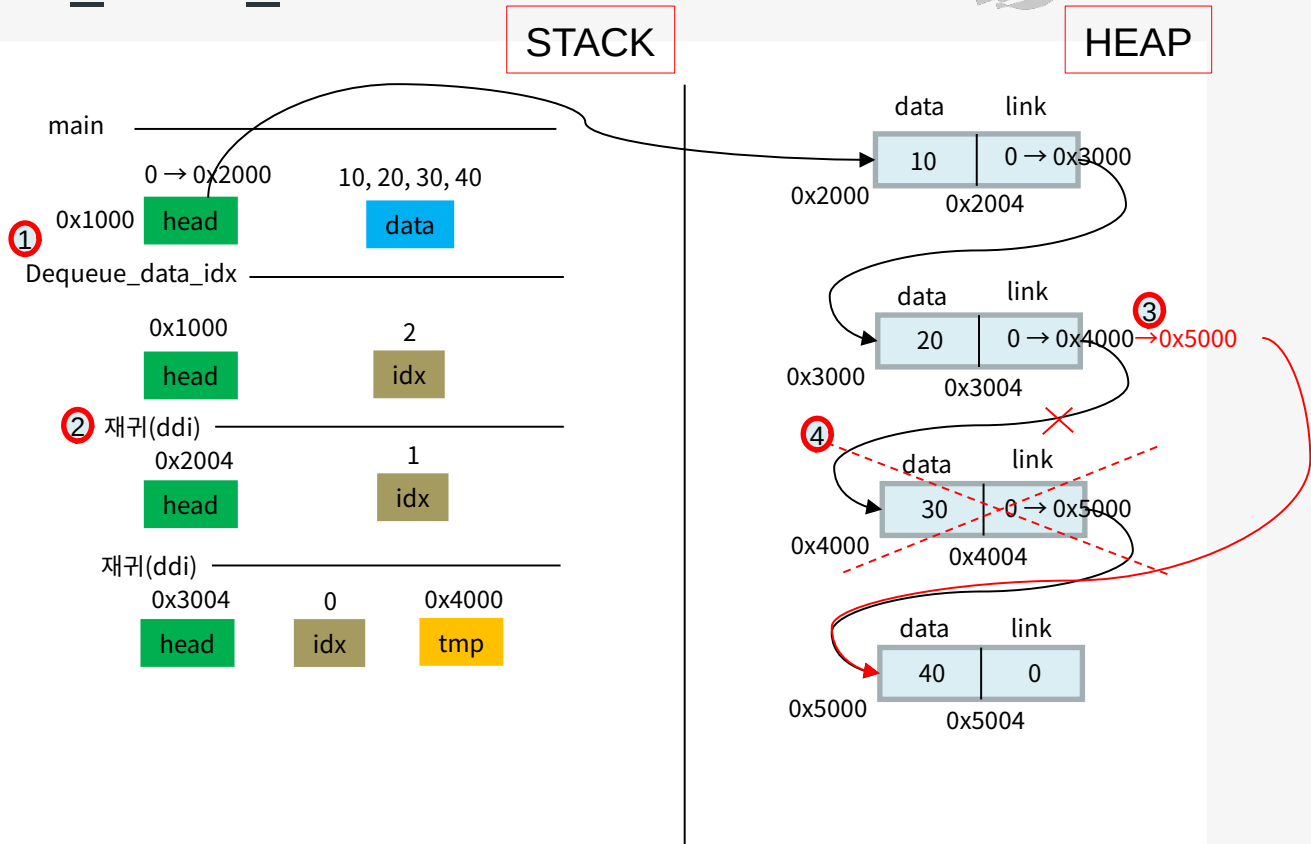 STACK
HEAP
main
0 → 0x2000
10, 20, 30, 40
0x1000
head
data
1
Dequeue_data_idx
0x1000
2
head
idx
2
재귀(ddi)
0x2004
1
head
idx
재귀(ddi)
0x3004
0
0x4000
head
idx
tmp
data
link
10
0 → 0x3000
0x2000
0x2004
data
link
3
20
0 → 0x4000
→0x5000
0x3000
0x3004
4
data
link
30
0 → 0x5000
0x4000
0x4004
data
link
40
0
0x5000
0x5004